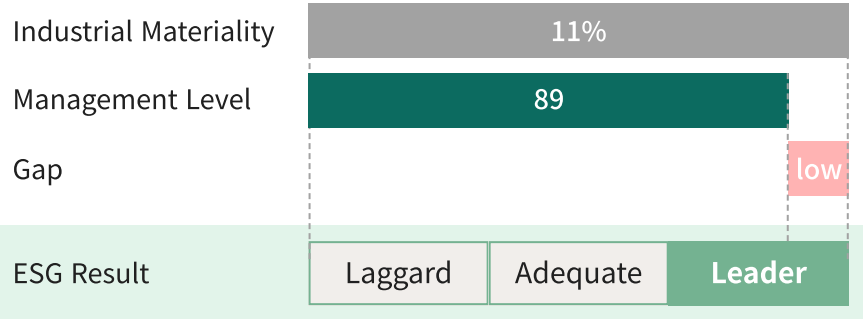 Industrial Materiality 11%
Management Level 89
Gap low
ESG Result Laggard Adequate Leader